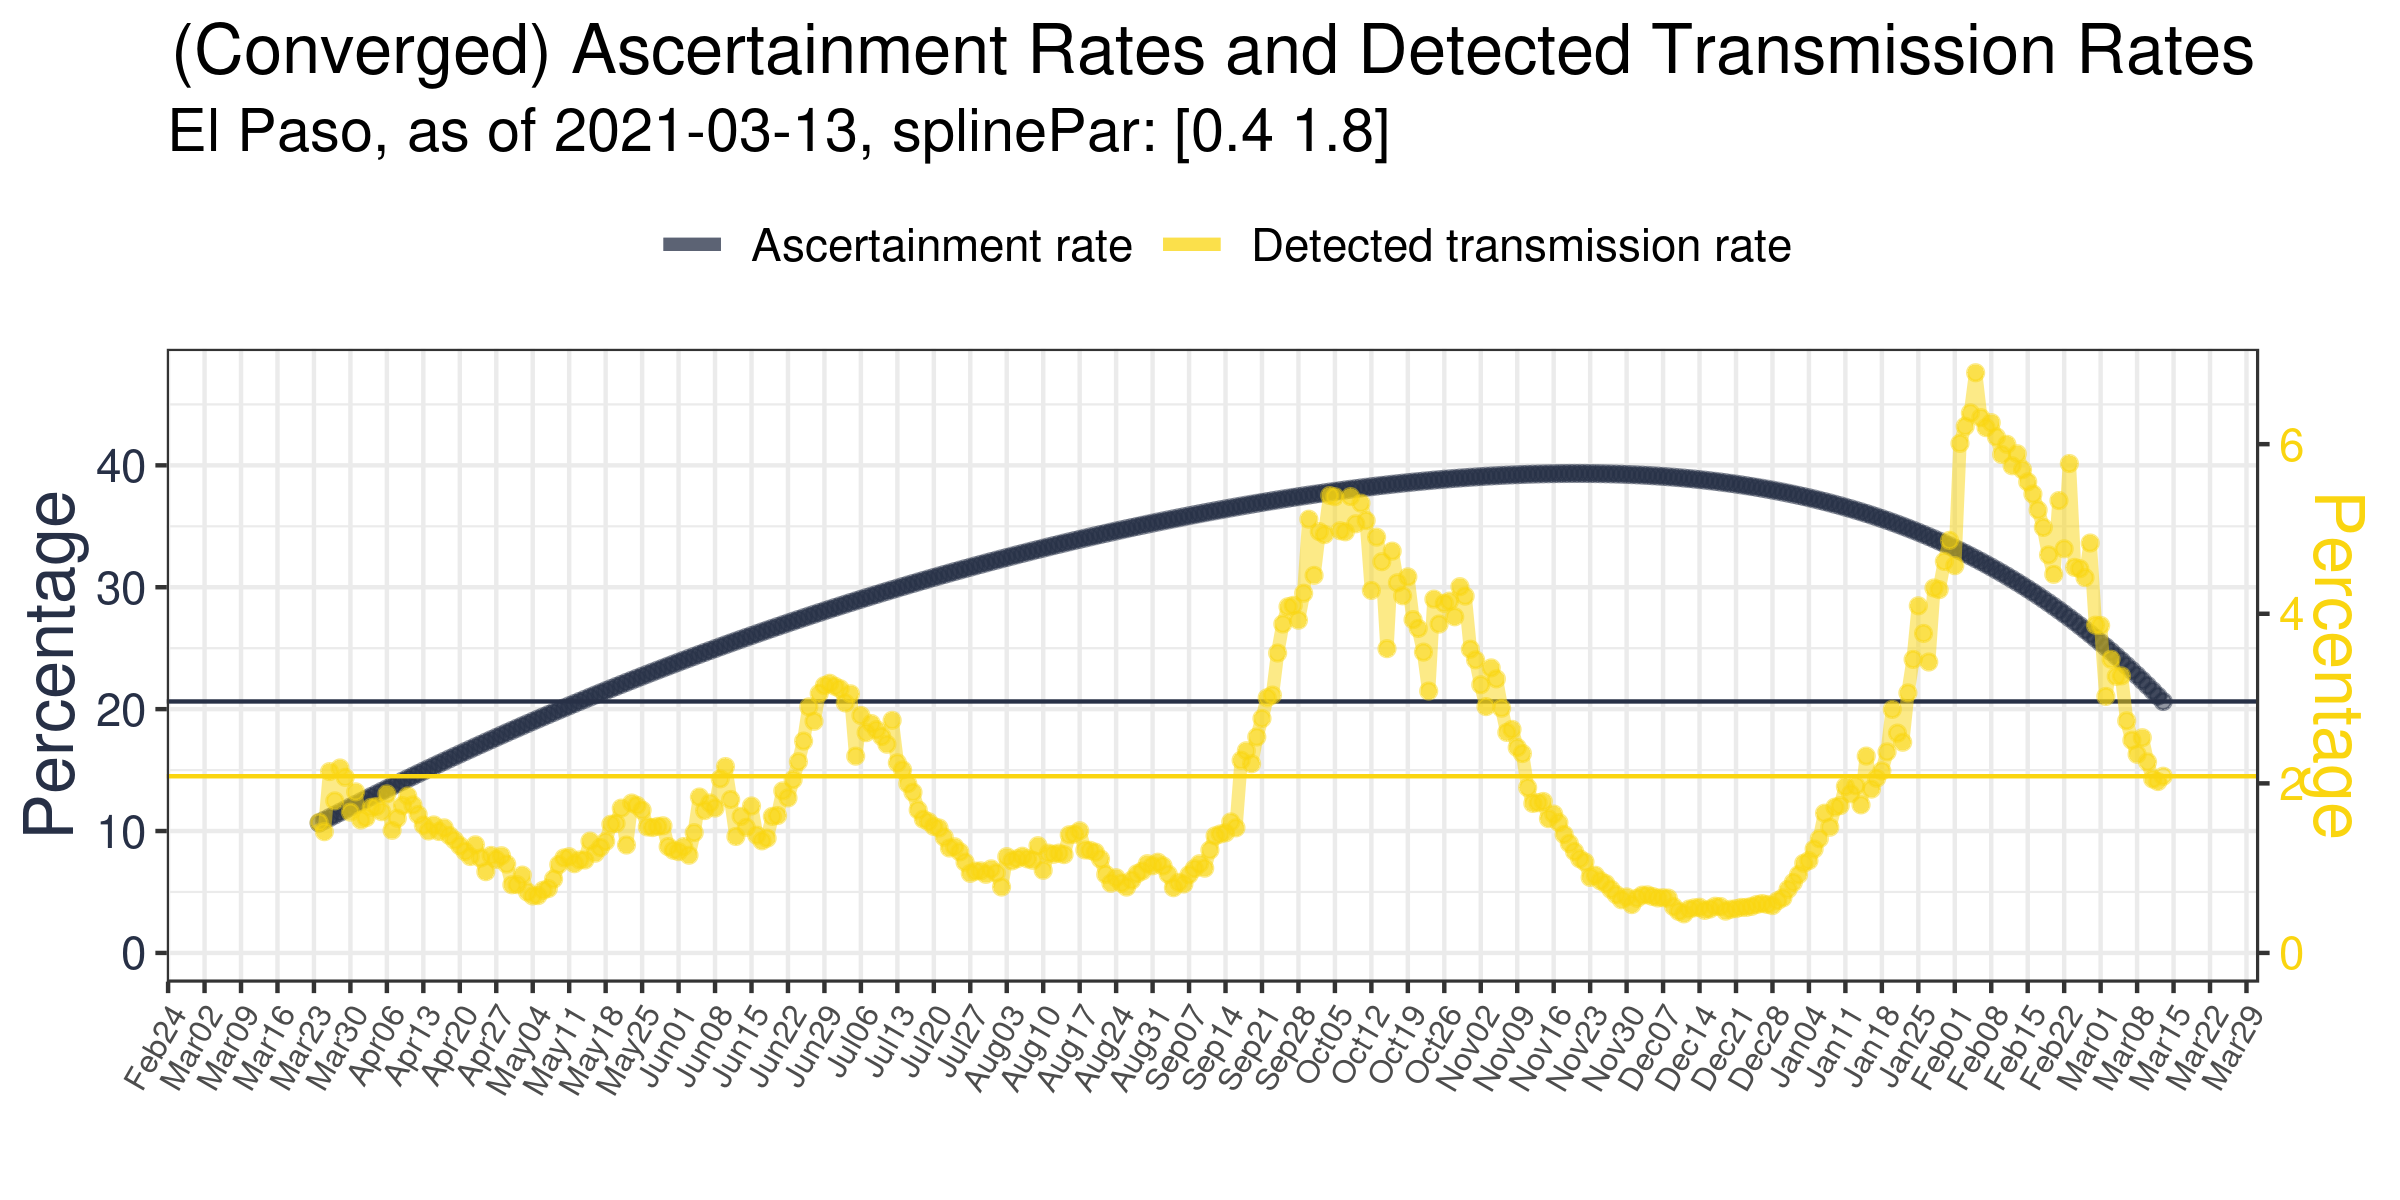 (Converged) Ascertainment Rates and Detected Transmission Rates
El Paso, as of 2021-03-13, splinePar: [0.4 1.8]
Ascertainment rate Detected transmission rate
Percentage
40
30
20
10
0
6
4
2
0
Percentage
Feb24 Mar02 Mar09 Mar16 Mar23 Mar30 Apr06 Apr13 Apr20 Apr27 May04 May11 May18 May25 Jun01 Jun08 Jun15 Jun22 Jun29 Jul06 Jul13 Jul20 Jul27 Aug03 Aug10 Aug17 Aug24 Aug31 Sep07 Sep14 Sep21 Sep28 Oct05 Oct12 Oct19 Oct26 Nov02 Nov09 Nov16 Nov23 Nov30 Dec07 Dec14 Dec21 Dec28 Jan04 Jan11 Jan18 Jan25 Feb01 Feb08 Feb15 Feb22 Mar01 Mar08 Mar15 Mar22 Mar29